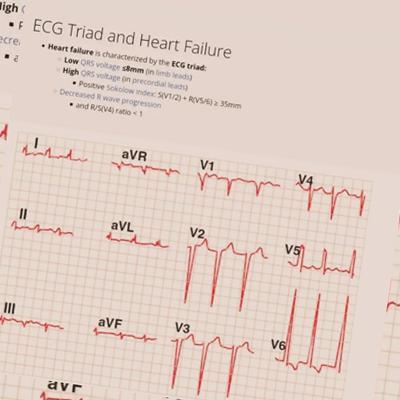 ECG Triad and Heart Failure
Heart failure is characterized by the ECG triad:
Low QRS voltage ≤8mm (in limb leads)
High QRS voltage (in precordial leads)
Positive Sokolow index: S(V1/2) + R(V5/6) ≥ 35mm
Decreased R wave progression
and R/S(V4) ratio < 1
I aVR V1 V4
II aVL V2 V5
III aVF V3 V6